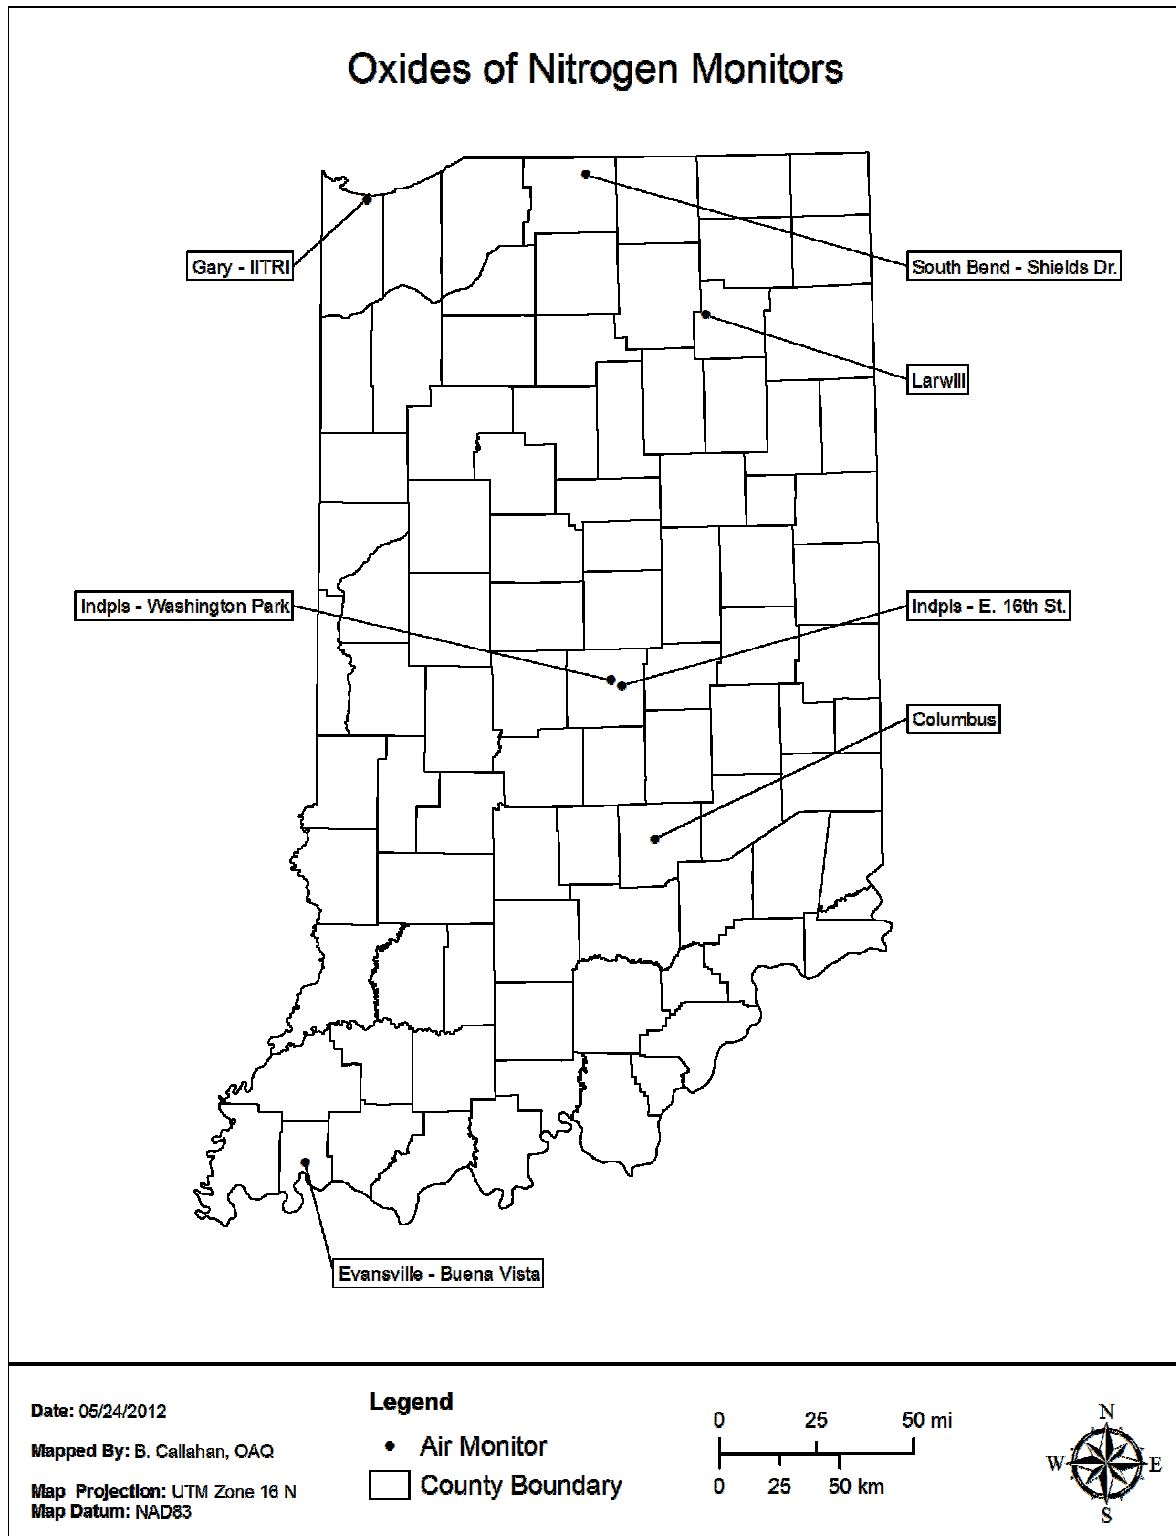 Oxides of Nitrogen Monitors
Gary - IITRI
South Bend - Shields Dr.
Larwill
Indpls - Washington Park
Indpls - E. 16th St.
Columbus
Evansville - Buena Vista
Date: 05/24/2012
Mapped By: B. Callahan, OAQ
Map Projection: UTM Zone 16 N
Map Datum: NAD83
Legend
Air Monitor
County Boundary
0 25 50 mi
0 25 50 km
N
W E
S